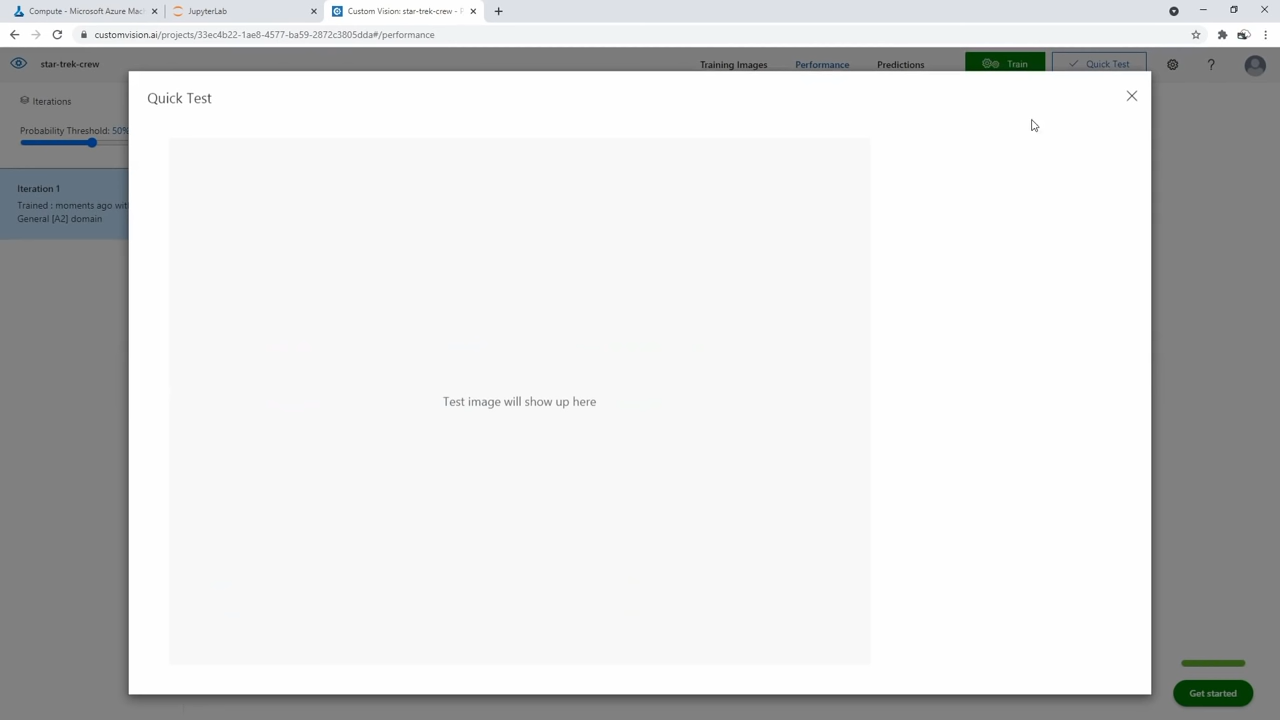 Compute - Microsoft Azure Mac
JupyterLab
Custom Vision: star-trek-crew - P
customvision.ai/projects/33ec4b22-1ae8-4577-ba59-2872c3805dda#/performance
star-trek-crew
Training Images
Performance
Predictions
Train
Quick Test
?
Iterations
Probability Threshold: 50%
Iteration 1
Trained : moments ago with
General [A2] domain
Quick Test
Test image will show up here
Get started